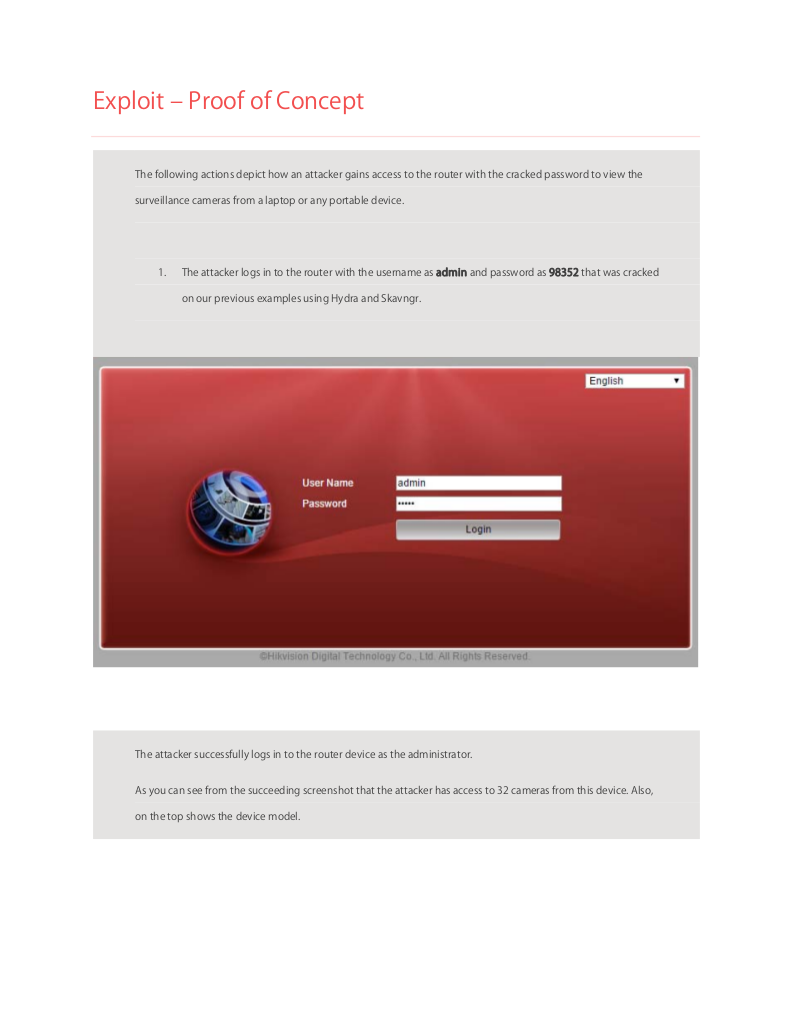 Exploit – Proof of Concept
The following actions depict how an attacker gains access to the router with the cracked password to view the
surveillance cameras from a laptop or any portable device.
1. The attacker logs in to the router with the username as admin and password as 98352 that was cracked
on our previous examples using Hydra and Skavngr.
English
User Name admin
Password •••••
Login
©Hikvision Digital Technology Co., Ltd. All Rights Reserved.
The attacker successfully logs in to the router device as the administrator.
As you can see from the succeeding screenshot that the attacker has access to 32 cameras from this device. Also,
on the top shows the device model.